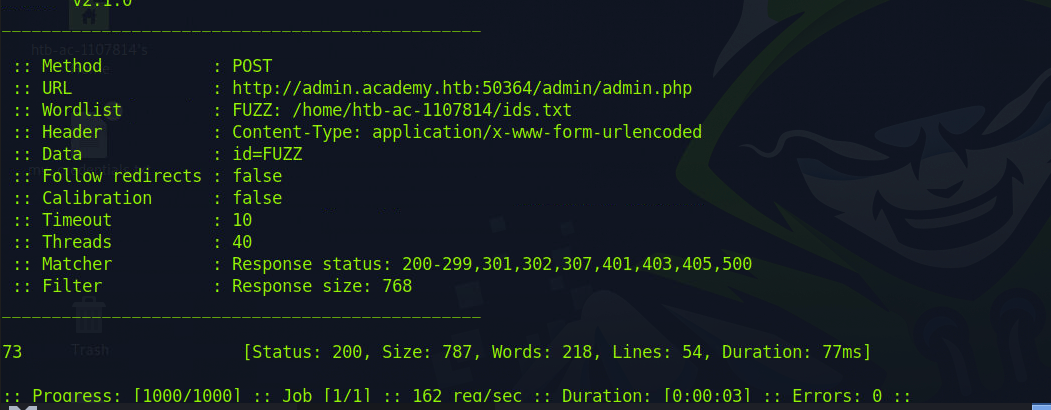 v2.1.0
________________________________________________
htb-ac-1107814's
:: Method : POST
:: URL : http://admin.academy.htb:50364/admin/admin.php
:: Wordlist : FUZZ: /home/htb-ac-1107814/ids.txt
:: Header : Content-Type: application/x-www-form-urlencoded
:: Data : id=FUZZ
:: Follow redirects : false
:: Calibration : false
:: Timeout : 10
:: Threads : 40
:: Matcher : Response status: 200-299,301,302,307,401,403,405,500
:: Filter : Response size: 768
________________________________________________
Trash
73 [Status: 200, Size: 787, Words: 218, Lines: 54, Duration: 77ms]
:: Progress: [1000/1000] :: Job [1/1] :: 162 req/sec :: Duration: [0:00:03] :: Errors: 0 ::